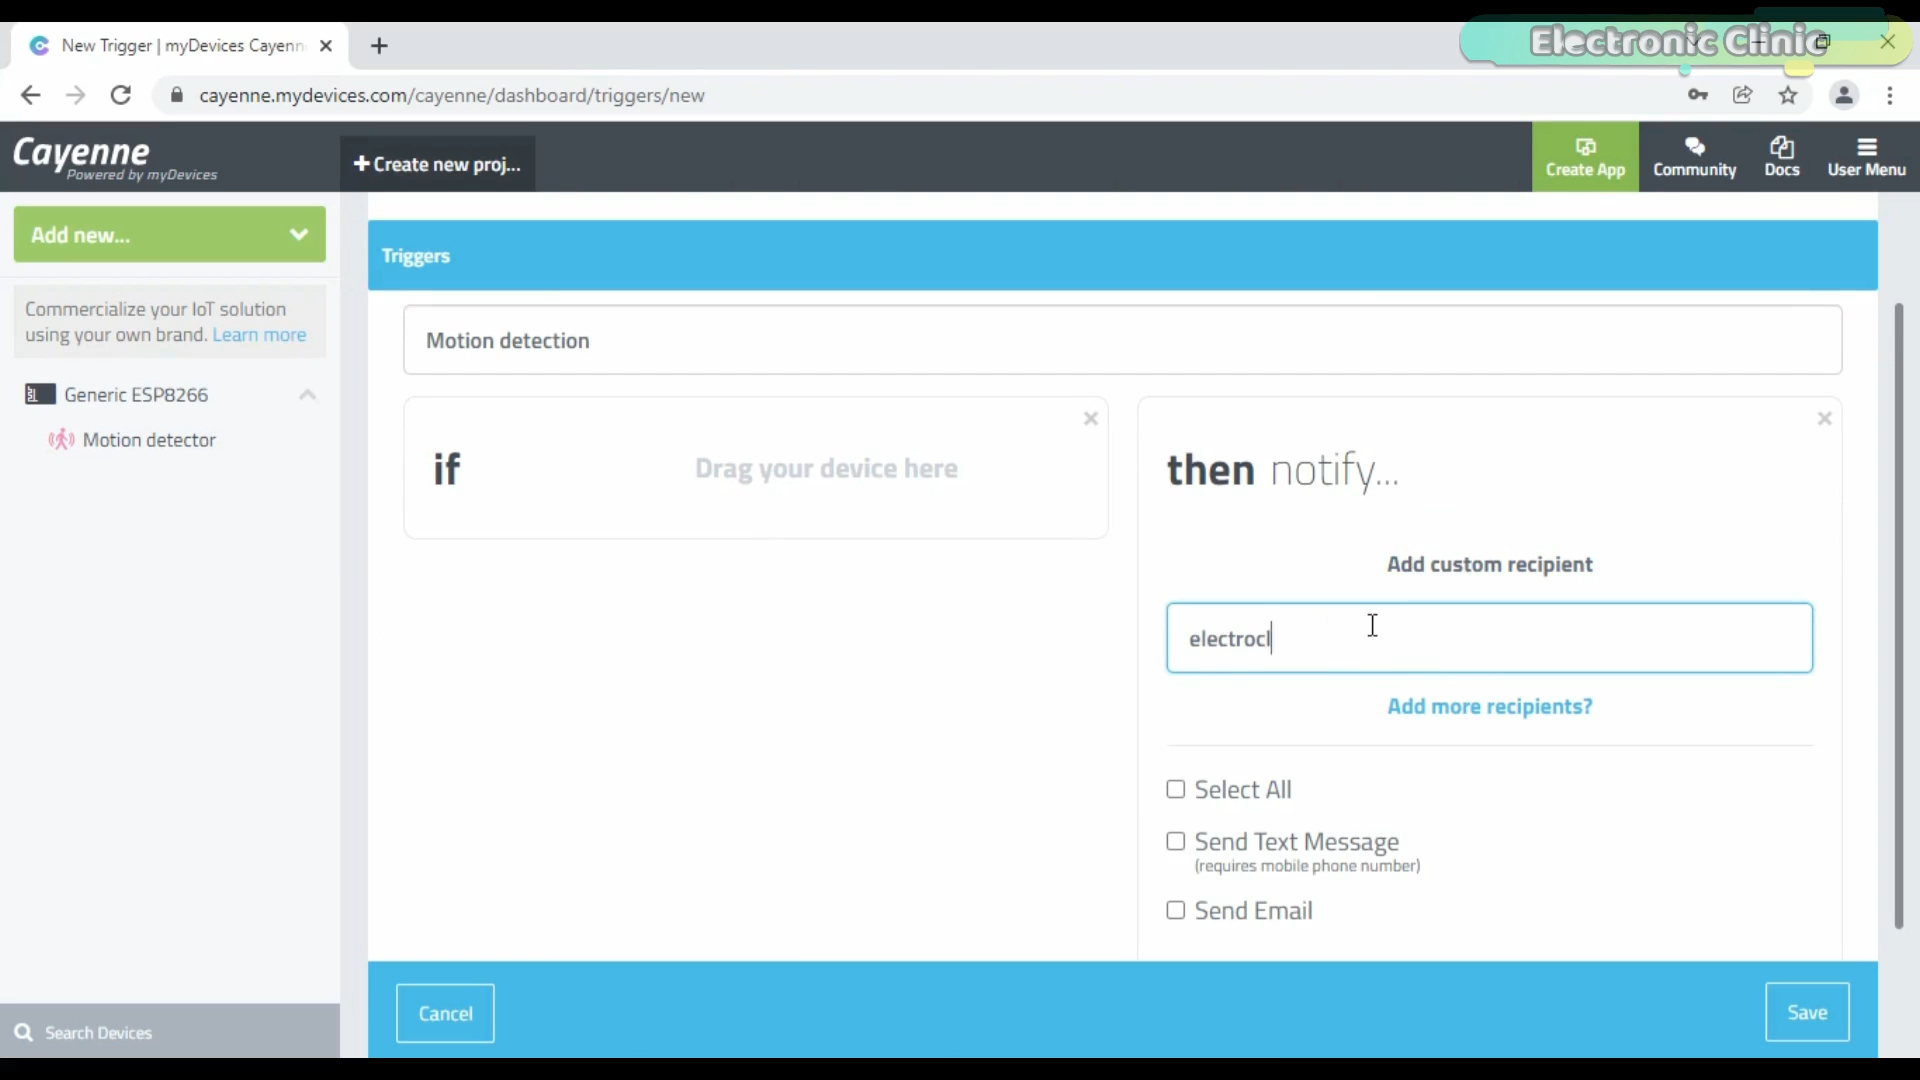 Electronic Clinic
New Trigger | myDevices Cayenn
cayenne.mydevices.com/cayenne/dashboard/triggers/new
Cayenne
Powered by myDevices
Create new proj...
Create App
Community
Docs
User Menu
Add new...
Commercialize your IoT solution
using your own brand. Learn more
Generic ESP8266
Motion detector
Search Devices
Triggers
Motion detection
if
Drag your device here
then notify...
Add custom recipient
electrocl
Add more recipients?
Select All
Send Text Message
(requires mobile phone number)
Send Email
Cancel
Save